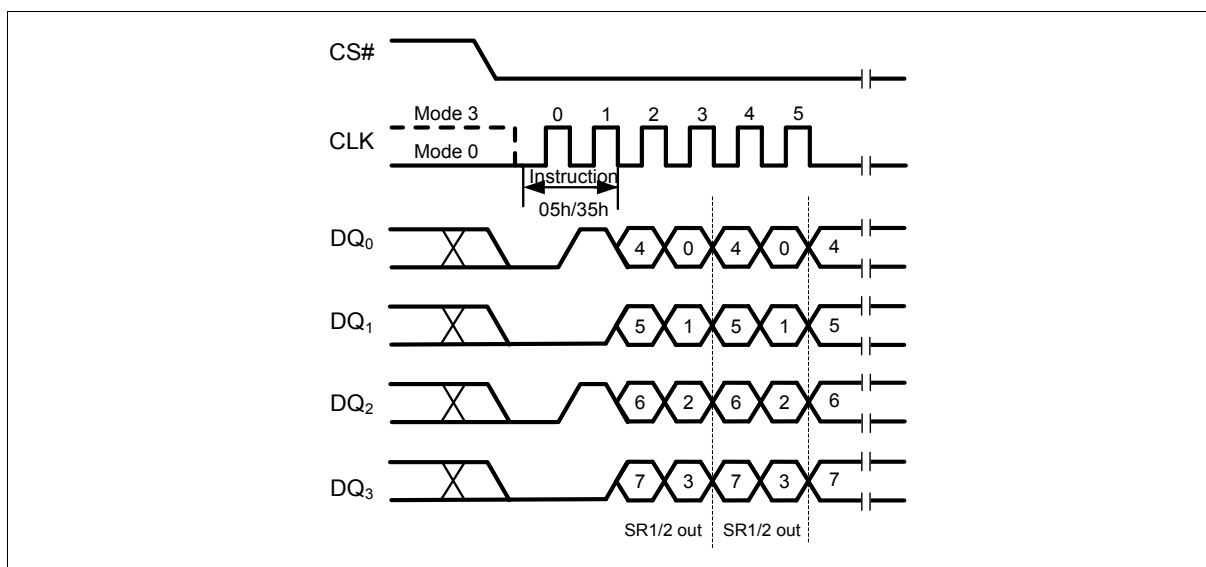 CS#
Mode 3 0 1 2 3 4 5
CLK
Mode 0
Instruction
05h/35h
DQ0 4 0 4 0 4
DQ1 5 1 5 1 5
DQ2 6 2 6 2 6
DQ3 7 3 7 3 7
SR1/2 out SR1/2 out